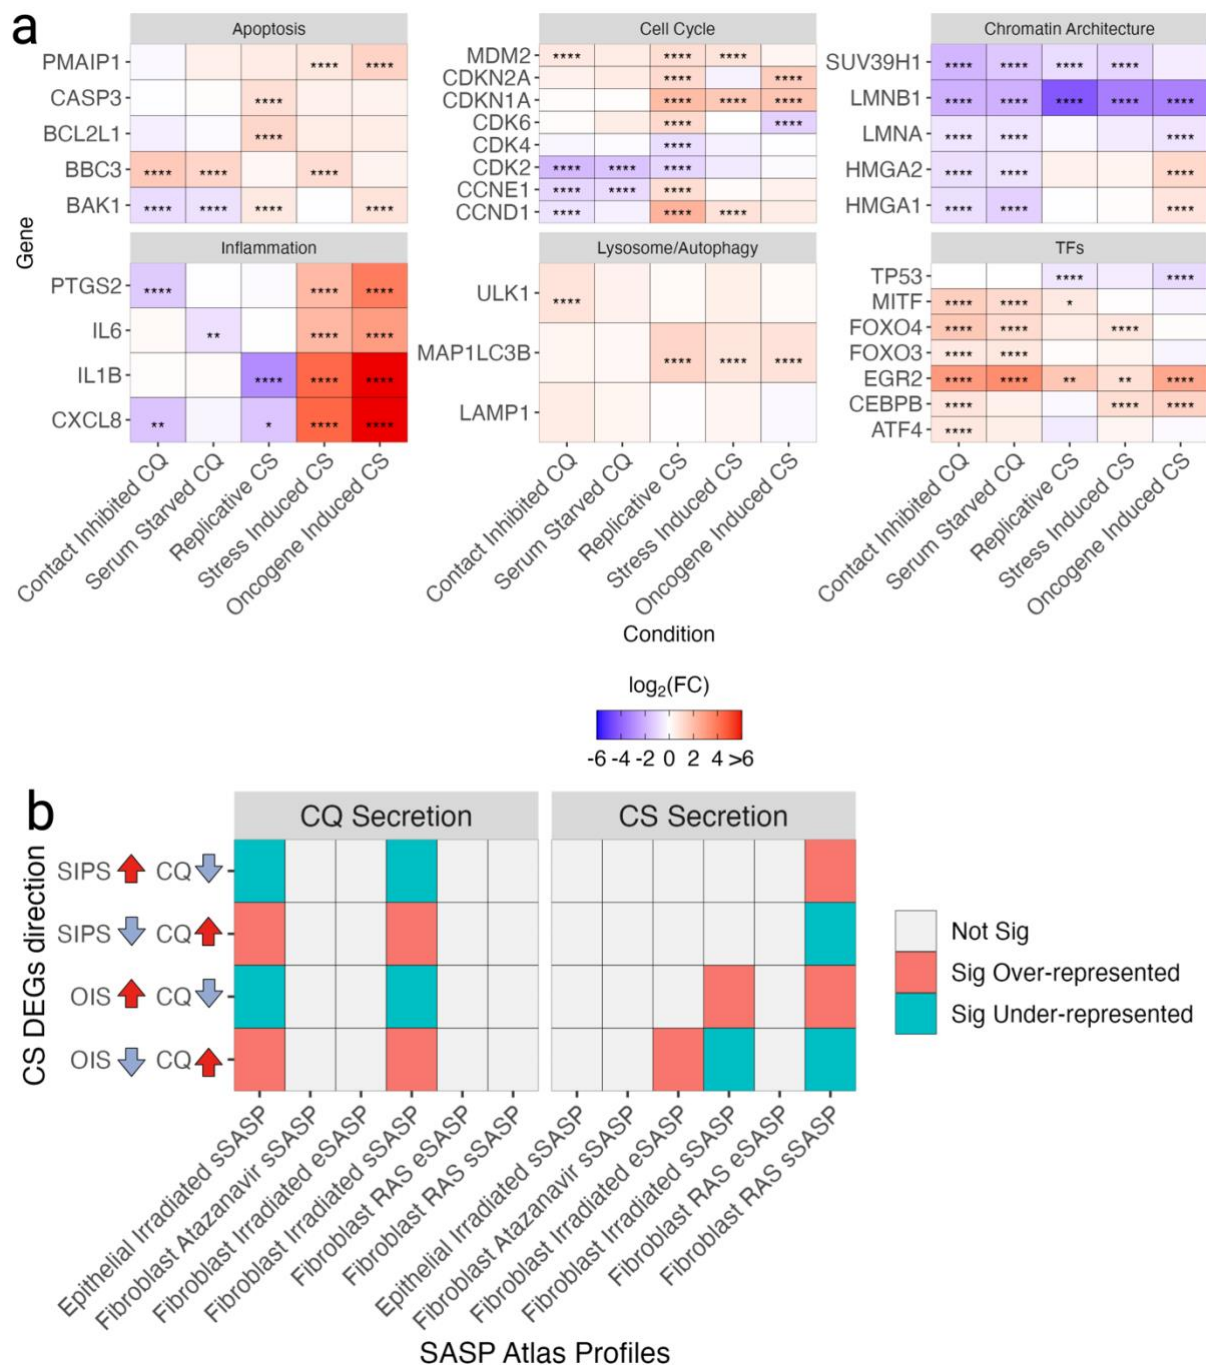 a
Apoptosis
Cell Cycle
Chromatin Architecture
PMAIP1
**** ****
CASP3
****
BCL2L1
****
BBC3
**** **** ****
BAK1
**** **** **** ****
MDM2
**** **** ****
CDKN2A
**** ****
CDKN1A
**** **** ****
CDK6
**** ****
CDK4
****
CDK2
**** **** ****
CCNE1
**** **** ****
CCND1
**** **** ****
SUV39H1
**** **** **** ****
LMNB1
**** **** **** **** ****
LMNA
**** **** ****
HMGA2
**** **** ****
HMGA1
**** **** ****
Gene
Inflammation
Lysosome/Autophagy
TFs
PTGS2
**** **** ****
IL6
** **** ****
IL1B
**** **** ****
CXCL8
** * **** ****
ULK1
****
MAP1LC3B
**** **** ****
LAMP1
TP53
**** ****
MITF
**** **** *
FOXO4
**** **** ****
FOXO3
**** ****
EGR2
**** **** ** ** ****
CEBPB
**** **** ****
ATF4
****
Contact Inhibited CQ
Serum Starved CQ
Replicative CS
Stress Induced CS
Oncogene Induced CS
Contact Inhibited CQ
Serum Starved CQ
Replicative CS
Stress Induced CS
Oncogene Induced CS
Contact Inhibited CQ
Serum Starved CQ
Replicative CS
Stress Induced CS
Oncogene Induced CS
Condition
log2(FC)
-6 -4 -2 0 2 4 >6
b
CQ Secretion
CS Secretion
CS DEGs direction
SIPS CQ
SIPS CQ
OIS CQ
OIS CQ
Not Sig
Sig Over-represented
Sig Under-represented
Epithelial Irradiated sSASP
Fibroblast Atazanavir sSASP
Fibroblast Irradiated eSASP
Fibroblast Irradiated sSASP
Fibroblast RAS eSASP
Fibroblast RAS sSASP
Epithelial Irradiated sSASP
Fibroblast Atazanavir sSASP
Fibroblast Irradiated eSASP
Fibroblast Irradiated sSASP
Fibroblast RAS eSASP
Fibroblast RAS sSASP
SASP Atlas Profiles